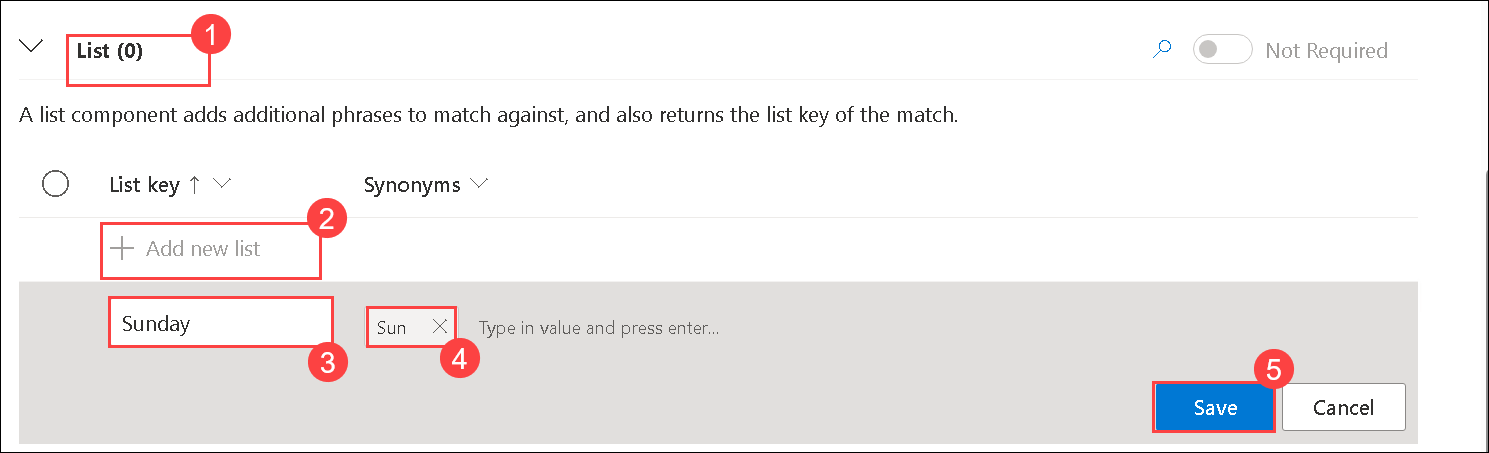 List (0)
1
Not Required
A list component adds additional phrases to match against, and also returns the list key of the match.
List key ↑ Synonyms
2
+ Add new list
Sunday
3
Sun
4
Type in value and press enter...
5
Save Cancel